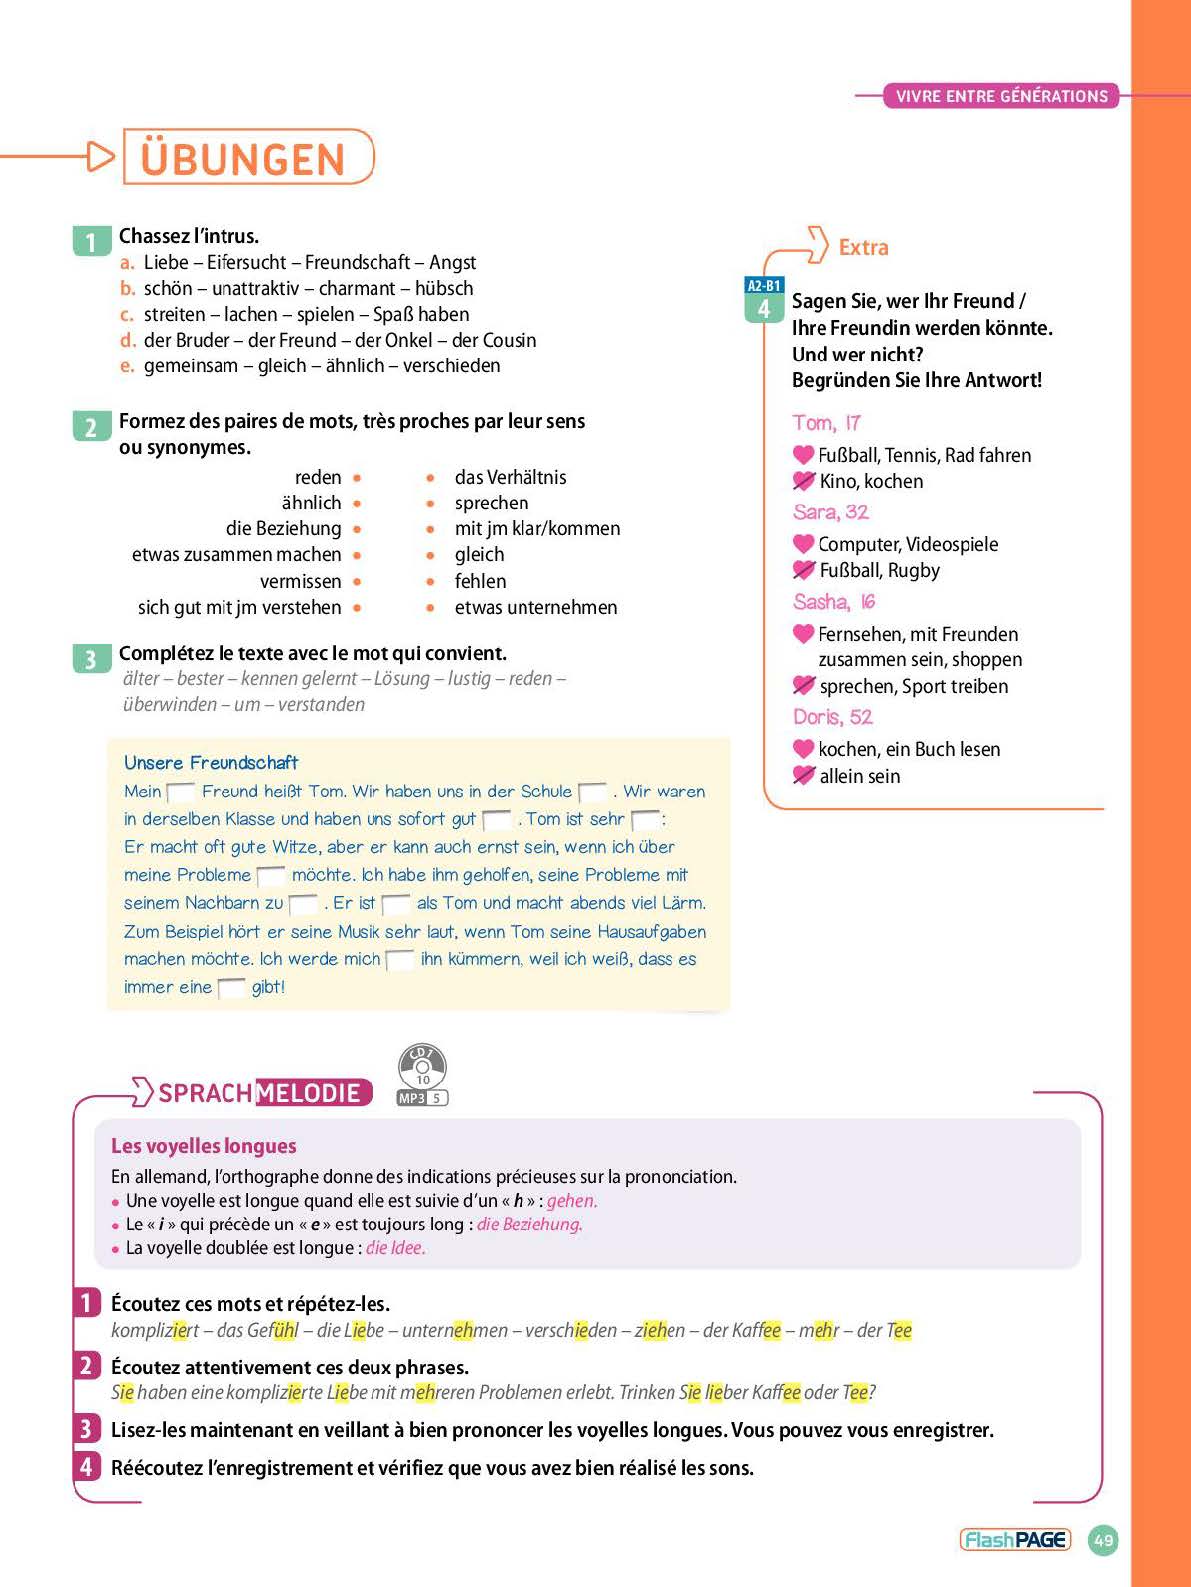 VIVRE ENTRE GÉNÉRATIONS
ÜBUNGEN
1 Chassez l'intrus.
a. Liebe – Eifersucht – Freundschaft – Angst
b. schön – unattraktiv – charmant – hübsch
c. streiten – lachen – spielen – Spaß haben
d. der Bruder – der Freund – der Onkel – der Cousin
e. gemeinsam – gleich – ähnlich – verschieden
2 Formez des paires de mots, très proches par leur sens
ou synonymes.
reden • • das Verhältnis
ähnlich • • sprechen
die Beziehung • • mit jm klar/kommen
etwas zusammen machen • • gleich
vermissen • • fehlen
sich gut mit jm verstehen • • etwas unternehmen
3 Complétez le texte avec le mot qui convient.
älter – bester – kennen gelernt – Lösung – lustig – reden –
überwinden – um – verstanden
Unsere Freundschaft
Mein Freund heißt Tom. Wir haben uns in der Schule . Wir waren
in derselben Klasse und haben uns sofort gut . Tom ist sehr :
Er macht oft gute Witze, aber er kann auch ernst sein, wenn ich über
meine Probleme möchte. Ich habe ihm geholfen, seine Probleme mit
seinem Nachbarn zu . Er ist als Tom und macht abends viel Lärm.
Zum Beispiel hört er seine Musik sehr laut, wenn Tom seine Hausaufgaben
machen möchte. Ich werde mich ihn kümmern, weil ich weiß, dass es
immer eine gibt!
Extra
A2-B1
4 Sagen Sie, wer Ihr Freund /
Ihre Freundin werden könnte.
Und wer nicht?
Begründen Sie Ihre Antwort!
Tom, 17
Fußball, Tennis, Rad fahren
Kino, kochen
Sara, 32
Computer, Videospiele
Fußball, Rugby
Sasha, 16
Fernsehen, mit Freunden
zusammen sein, shoppen
sprechen, Sport treiben
Doris, 52
kochen, ein Buch lesen
allein sein
SPRACHMELODIE
CD 1
10
MP3 5
Les voyelles longues
En allemand, l'orthographe donne des indications précieuses sur la prononciation.
• Une voyelle est longue quand elle est suivie d'un « h » : gehen.
• Le « i » qui précède un « e » est toujours long : die Beziehung.
• La voyelle doublée est longue : die Idee.
1 Écoutez ces mots et répétez-les.
kompliziert – das Gefühl – die Liebe – unternehmen – verschieden – ziehen – der Kaffee – mehr – der Tee
2 Écoutez attentivement ces deux phrases.
Sie haben eine komplizierte Liebe mit mehreren Problemen erlebt. Trinken Sie lieber Kaffee oder Tee?
3 Lisez-les maintenant en veillant à bien prononcer les voyelles longues. Vous pouvez vous enregistrer.
4 Réécoutez l'enregistrement et vérifiez que vous avez bien réalisé les sons.
FlashPAGE 49